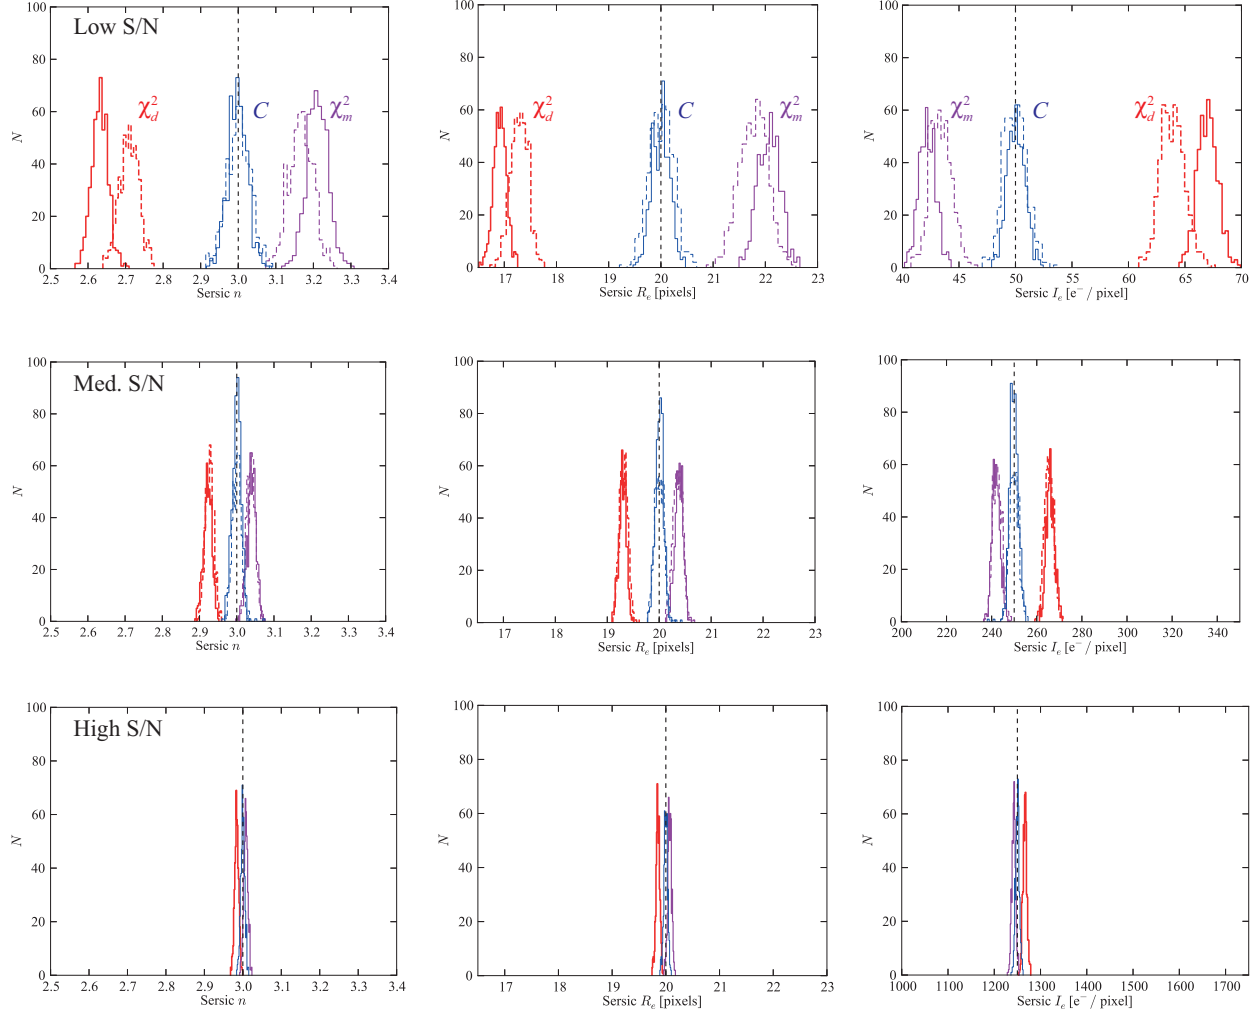 Low S/N
100
80
60
40
20
0
N
χ²_d
C
χ²_m
2.5 2.6 2.7 2.8 2.9 3.0 3.1 3.2 3.3 3.4
Sersic n
100
80
60
40
20
0
N
χ²_d
C
χ²_m
17 18 19 20 21 22 23
Sersic R_e [pixels]
100
80
60
40
20
0
N
χ²_m
C
χ²_d
40 45 50 55 60 65 70
Sersic I_e [e⁻ / pixel]
Med. S/N
100
80
60
40
20
0
N
2.5 2.6 2.7 2.8 2.9 3.0 3.1 3.2 3.3 3.4
Sersic n
100
80
60
40
20
0
N
17 18 19 20 21 22 23
Sersic R_e [pixels]
100
80
60
40
20
0
N
200 220 240 260 280 300 320 340
Sersic I_e [e⁻ / pixel]
High S/N
100
80
60
40
20
0
N
2.5 2.6 2.7 2.8 2.9 3.0 3.1 3.2 3.3 3.4
Sersic n
100
80
60
40
20
0
N
17 18 19 20 21 22 23
Sersic R_e [pixels]
100
80
60
40
20
0
N
1000 1100 1200 1300 1400 1500 1600 1700
Sersic I_e [e⁻ / pixel]